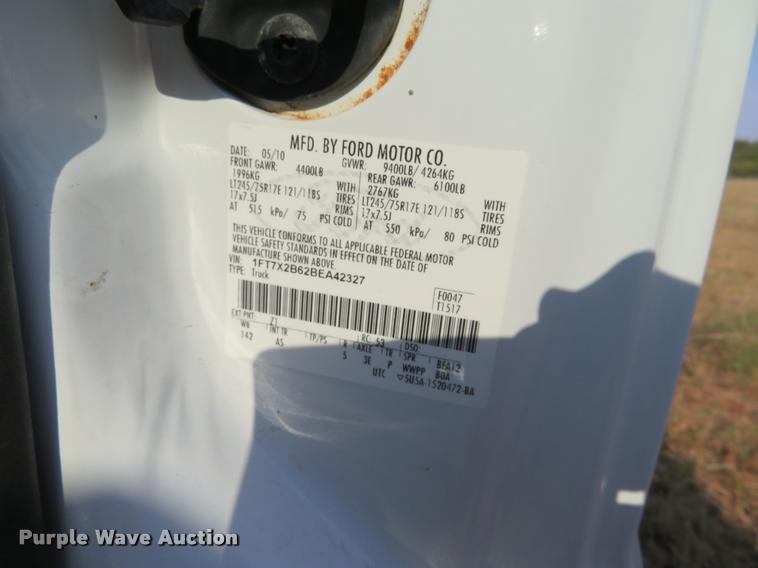 MFD. BY FORD MOTOR CO.
DATE: 05/10 GVWR: 9400LB/ 4264KG
FRONT GAWR: 4400LB REAR GAWR: 6100LB
1996KG WITH 2767KG WITH
LT245/75R17E 121/118S TIRES LT245/75R17E 121/118S TIRES
17x7.5J RIMS 17x7.5J RIMS
AT 515 kPa/ 75 PSI COLD AT 550 kPa/ 80 PSI COLD
THIS VEHICLE CONFORMS TO ALL APPLICABLE FEDERAL MOTOR
VEHICLE SAFETY STANDARDS IN EFFECT ON THE DATE OF
MANUFACTURE SHOWN ABOVE.
VIN: 1FT7X2B62BEA42327
TYPE: Truck
F0047
T1517
EXT PNT: Z1 RC: 53 DSO:
WB INT TR TP/PS R AXLE TR SPR BEA12
142 AS 5 3E P WWPP BOA
UTC 5USA-1520472-BA
Purple Wave Auction